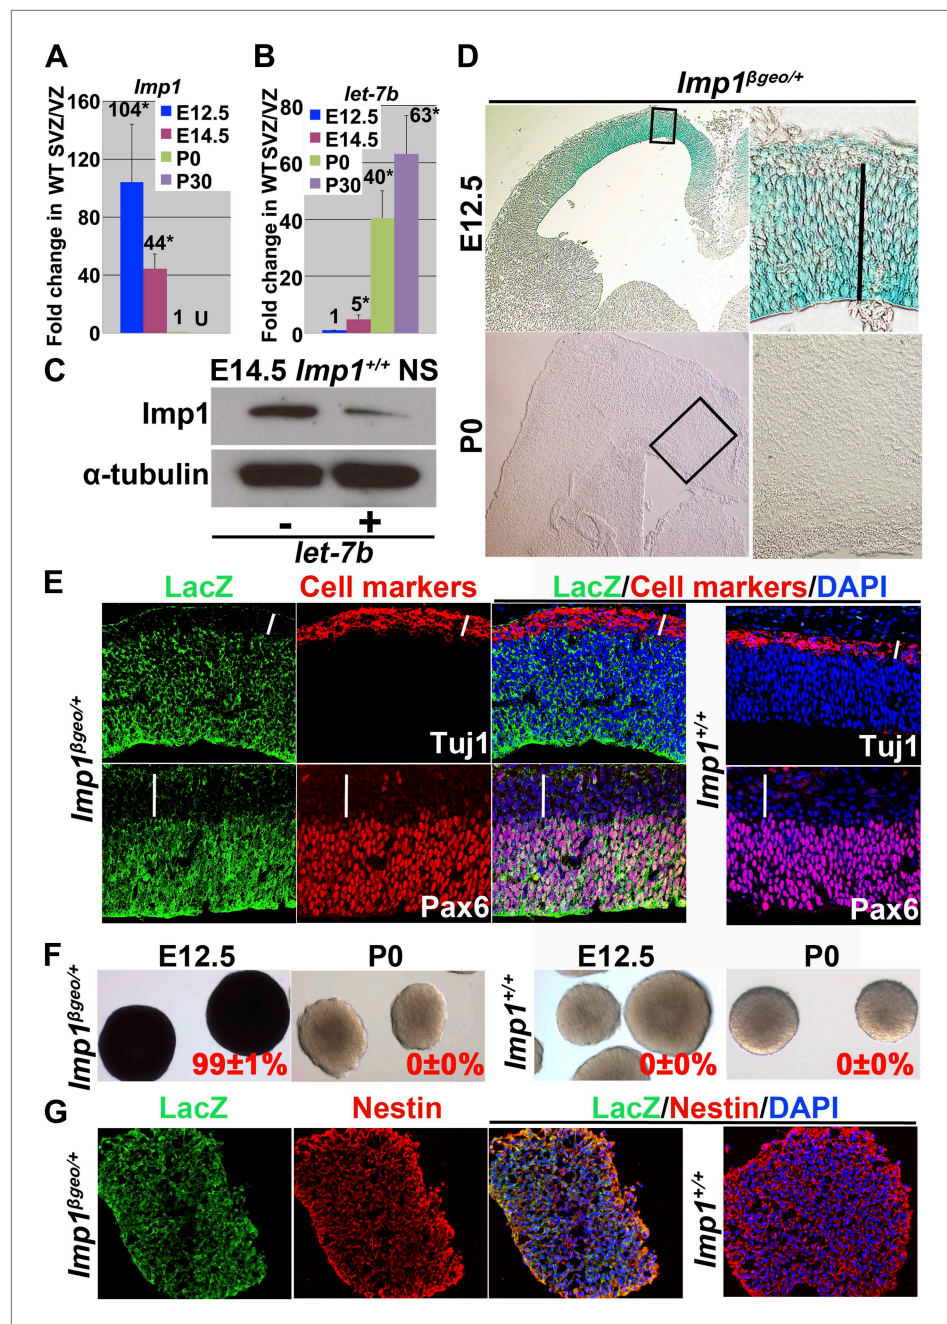 A
Imp1
Fold change in WT SVZ/VZ
160
120
80
40
0
104*
44*
1
U
E12.5
E14.5
P0
P30
B
let-7b
Fold change in WT SVZ/VZ
80
60
40
20
0
1
5*
40*
63*
E12.5
E14.5
P0
P30
C
E14.5 Imp1+/+ NS
Imp1
α-tubulin
- +
let-7b
D
Imp1βgeo/+
E12.5
P0
E
LacZ Cell markers LacZ/Cell markers/DAPI
Imp1βgeo/+
Tuj1
Pax6
Imp1+/+
Tuj1
Pax6
F
E12.5 P0 E12.5 P0
Imp1βgeo/+
99±1%
0±0%
Imp1+/+
0±0%
0±0%
G
LacZ Nestin LacZ/Nestin/DAPI
Imp1βgeo/+
Imp1+/+